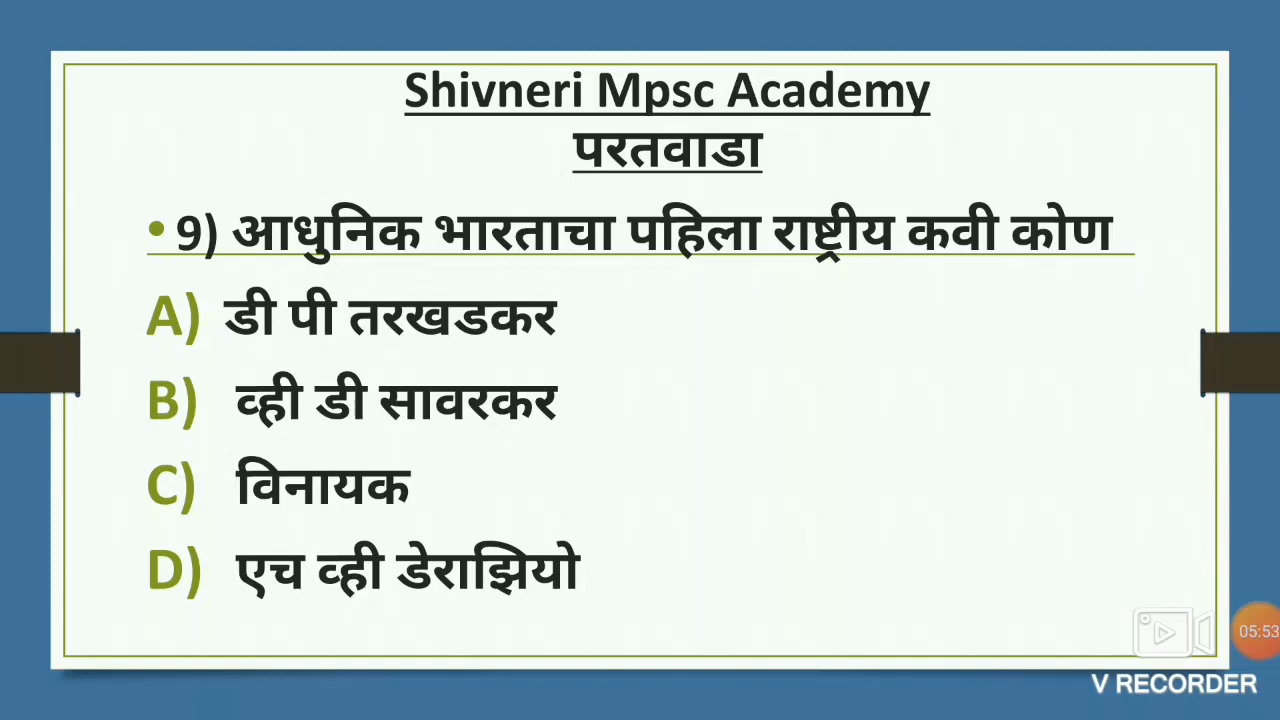 Shivneri Mpsc Academy
परतवाडा
• 9) आधुनिक भारताचा पहिला राष्ट्रीय कवी कोण
A) डी पी तरखडकर
B) व्ही डी सावरकर
C) विनायक
D) एच व्ही डेराझियो
05:53
V RECORDER